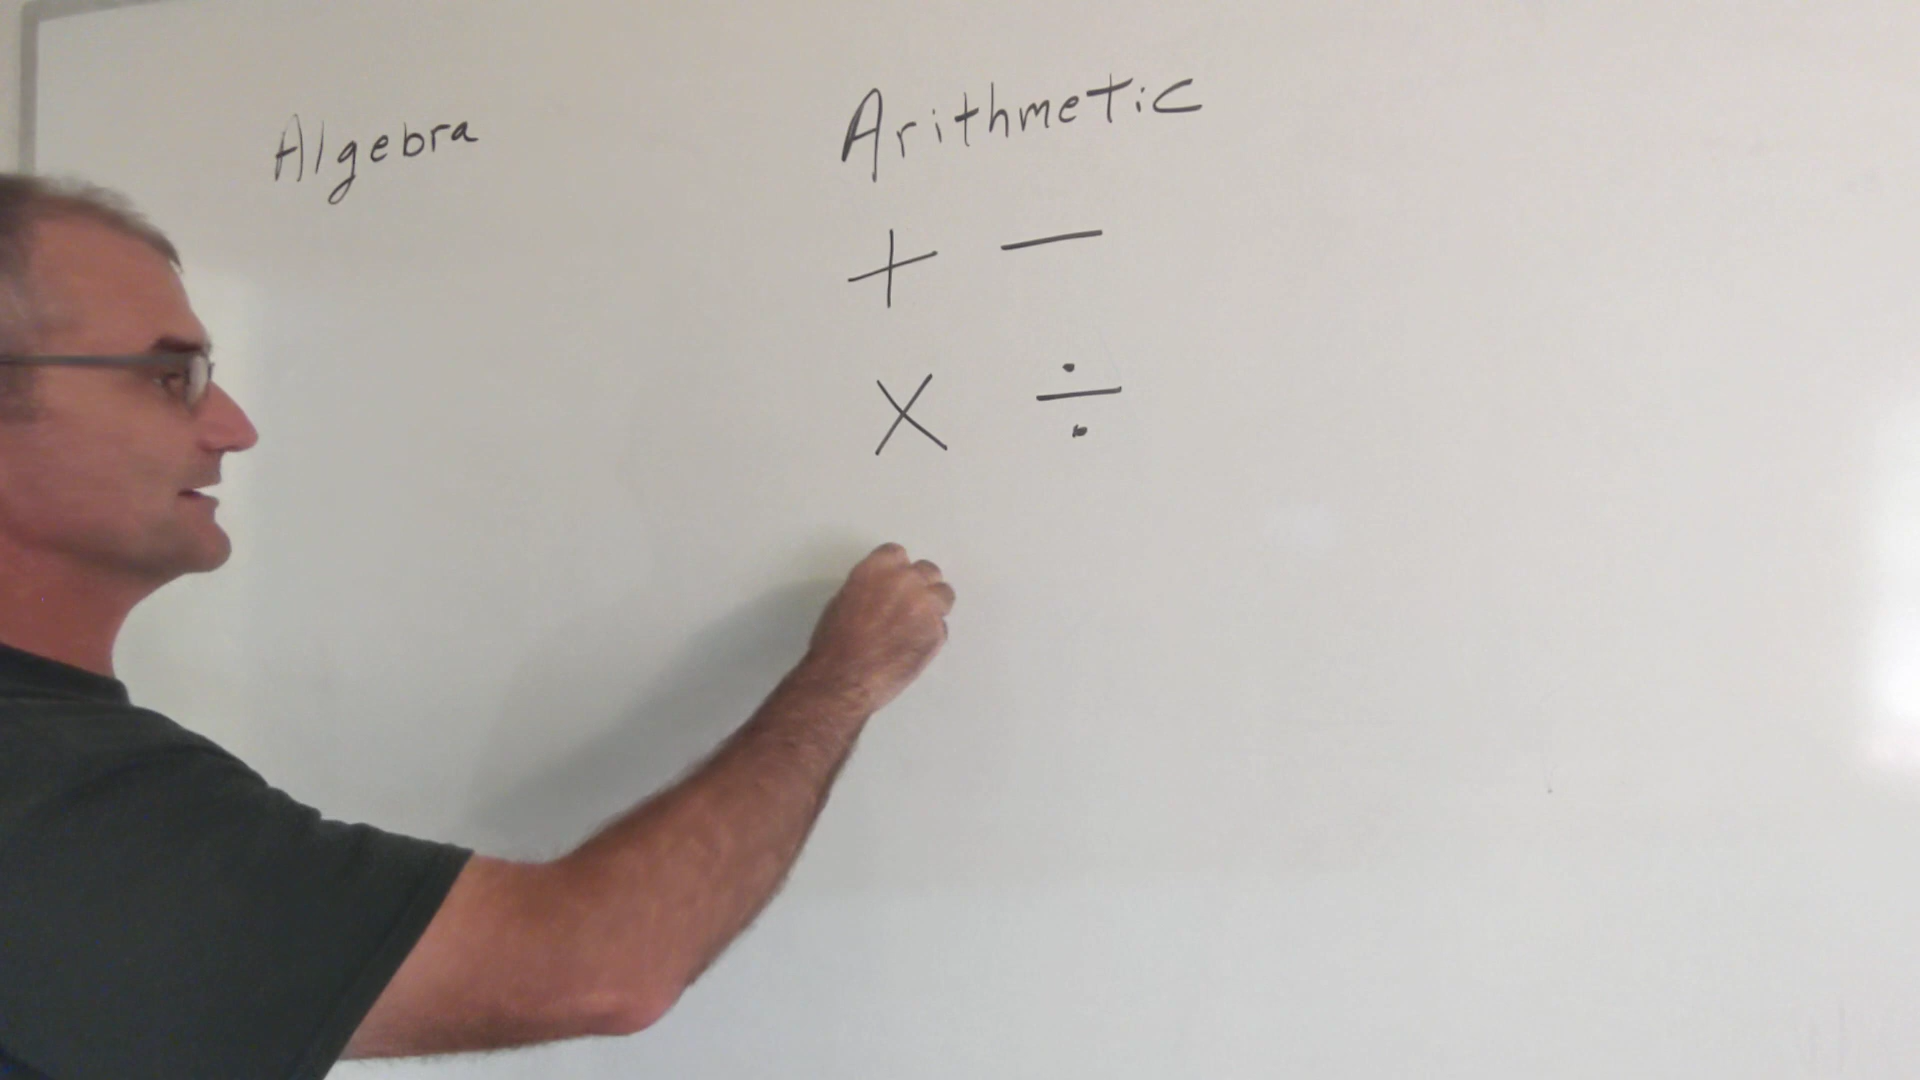 Algebra Arithmetic
+ −
× ÷